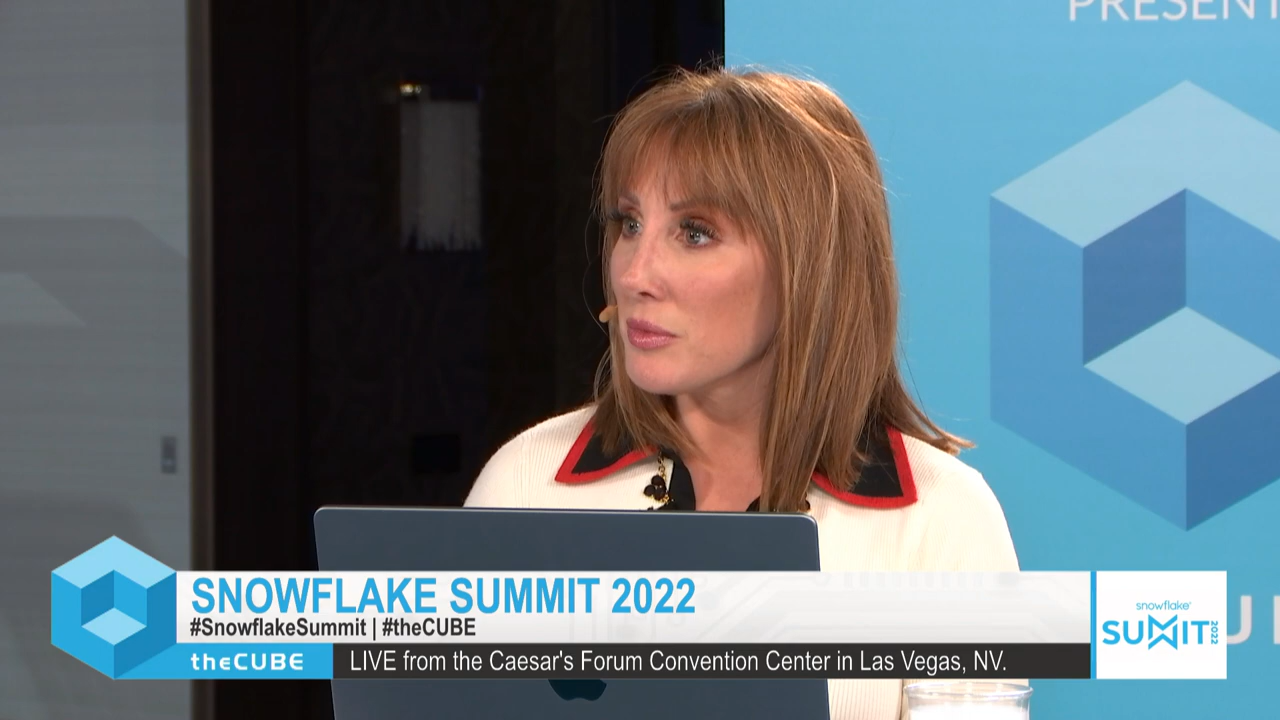 PRESENT
SNOWFLAKE SUMMIT 2022
#SnowflakeSummit | #theCUBE
theCUBE
LIVE from the Caesar's Forum Convention Center in Las Vegas, NV.
snowflake®
SUMMIT
2022